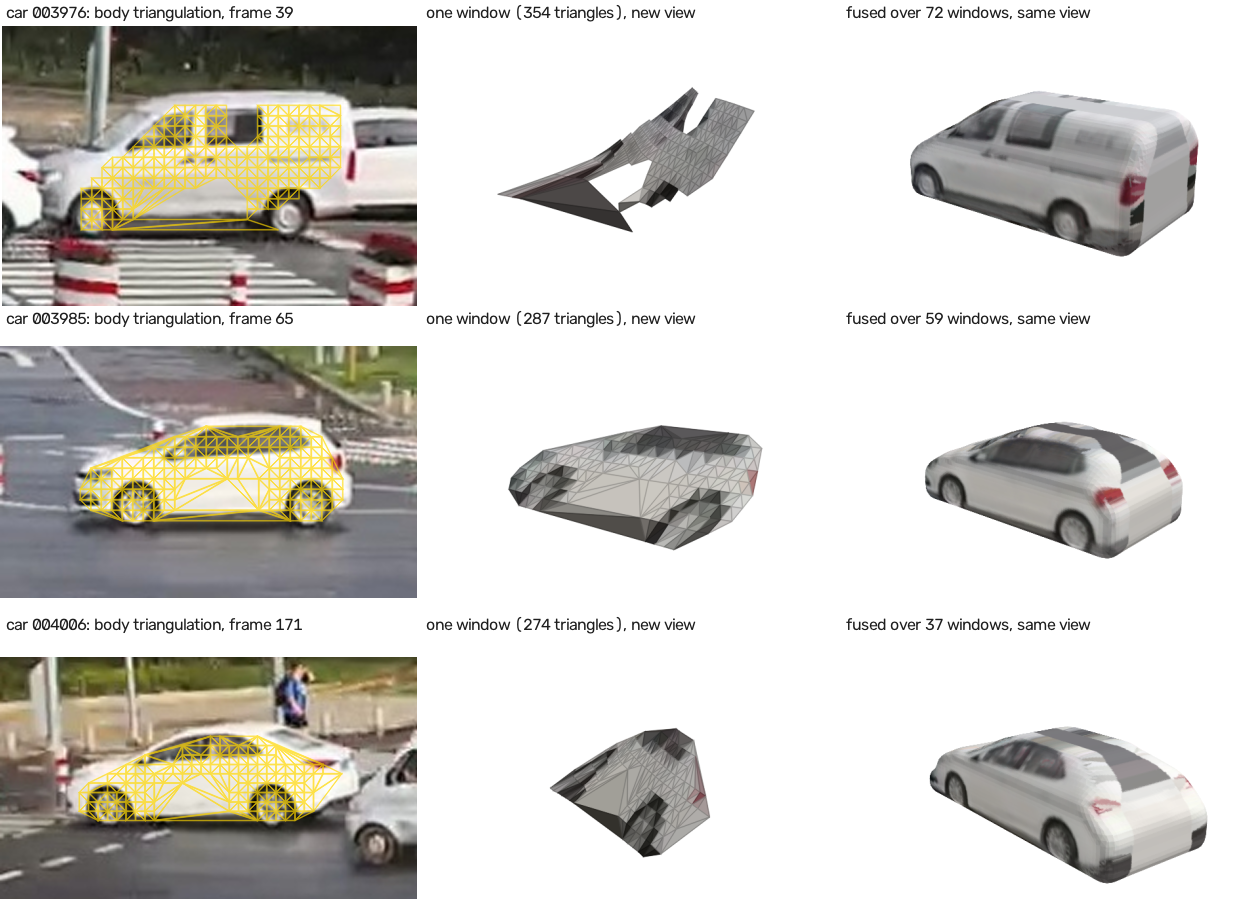 car 003976: body triangulation, frame 39
one window (354 triangles), new view
fused over 72 windows, same view
car 003985: body triangulation, frame 65
one window (287 triangles), new view
fused over 59 windows, same view
car 004006: body triangulation, frame 171
one window (274 triangles), new view
fused over 37 windows, same view